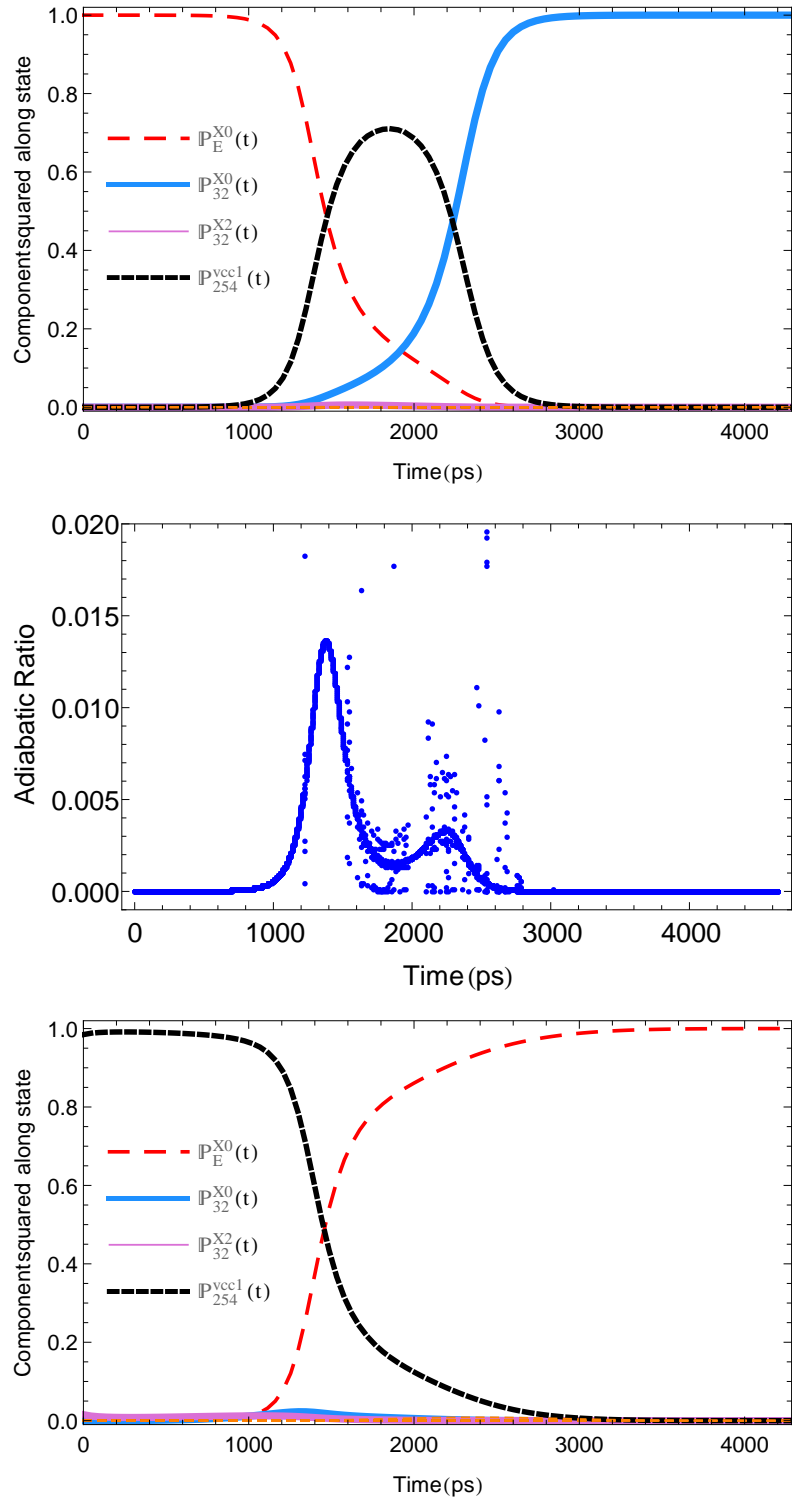 Componentsquared along state
1.0
0.8
0.6
0.4
0.2
0.0
ℙ_E^X0(t)
ℙ_32^X0(t)
ℙ_32^X2(t)
ℙ_254^vcc1(t)
0 1000 2000 3000 4000
Time(ps)
Adiabatic Ratio
0.020
0.015
0.010
0.005
0.000
0 1000 2000 3000 4000
Time(ps)
Componentsquared along state
1.0
0.8
0.6
0.4
0.2
0.0
ℙ_E^X0(t)
ℙ_32^X0(t)
ℙ_32^X2(t)
ℙ_254^vcc1(t)
0 1000 2000 3000 4000
Time(ps)